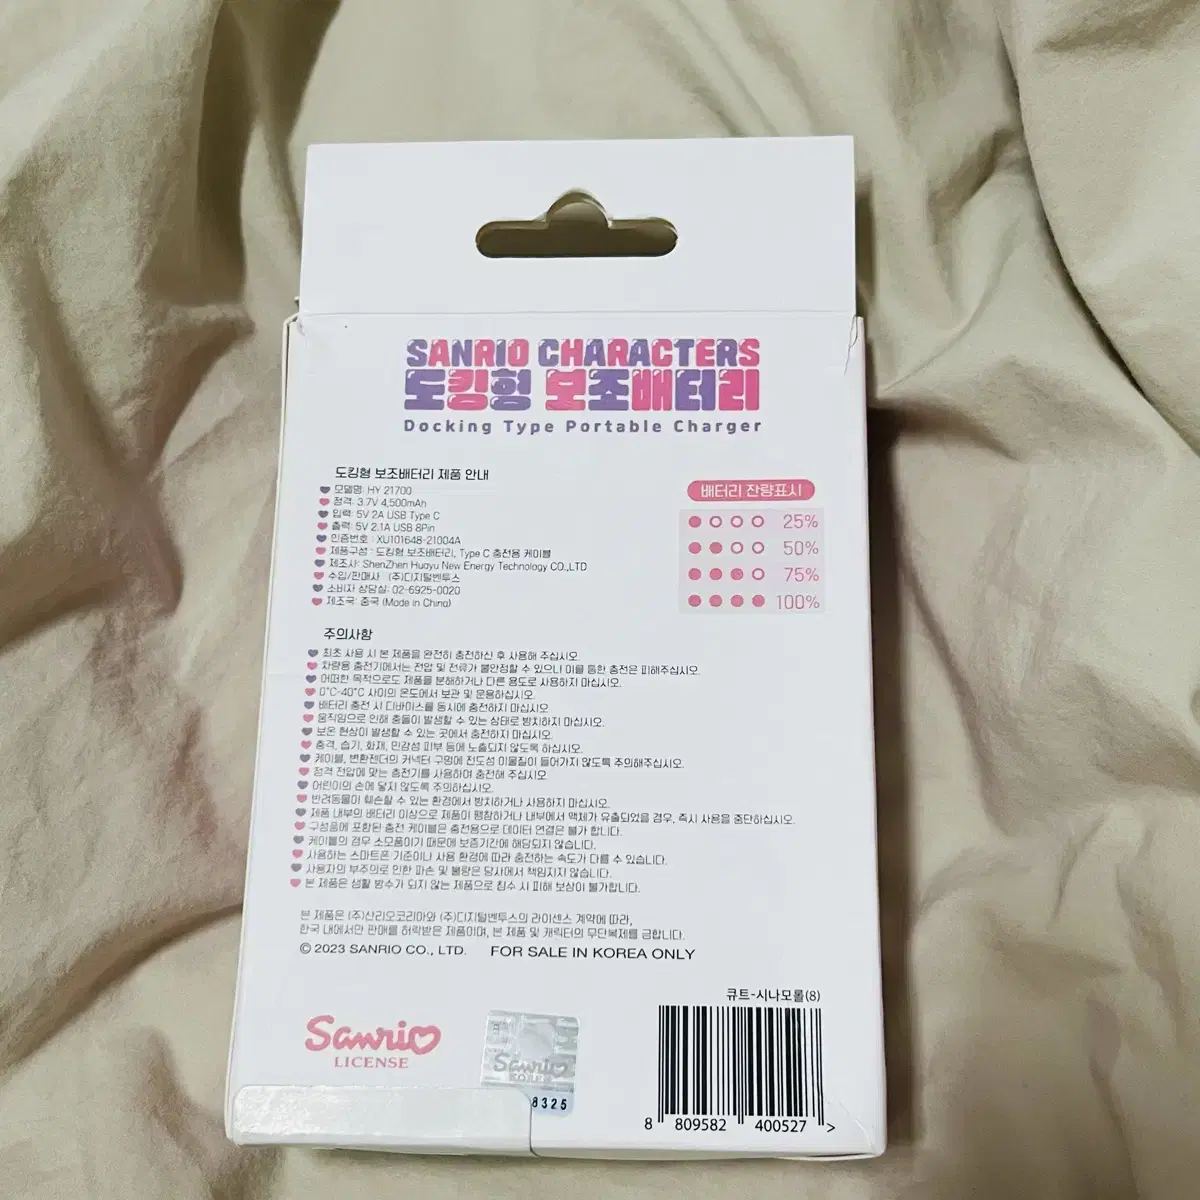 SANRIO CHARACTERS
도킹형 보조배터리
Docking Type Portable Charger
도킹형 보조배터리 제품 안내
모델명: HY 21700
정격: 3.7V 4,500mAh
입력: 5V 2A USB Type C
출력: 5V 2.1A USB 8Pin
인증번호 : XU101648-21004A
제품구성 : 도킹형 보조배터리, Type C 충전용 케이블
제조사: ShenZhen Huayu New Energy Technology CO.,LTD
수입/판매사 : (주)디지털벤투스
소비자 상담실: 02-6925-0020
제조국: 중국 (Made in China)
배터리 잔량표시
25%
50%
75%
100%
주의사항
최초 사용 시 본 제품을 완전히 충전하신 후 사용해 주십시오.
차량용 충전기에서는 전압 및 전류가 불안정할 수 있으니 이를 통한 충전은 피해주십시오.
어떠한 목적으로도 제품을 분해하거나 다른 용도로 사용하지 마십시오.
0°C-40°C 사이의 온도에서 보관 및 운용하십시오.
배터리 충전 시 디바이스를 동시에 충전하지 마십시오.
움직임으로 인해 충돌이 발생할 수 있는 상태로 방치하지 마십시오.
보온 현상이 발생할 수 있는 곳에서 충전하지 마십시오.
충격, 습기, 화재, 민감성 피부 등에 노출되지 않도록 하십시오.
케이블, 변환젠더의 커넥터 구멍에 전도성 이물질이 들어가지 않도록 주의해주십시오.
정격 전압에 맞는 충전기를 사용하여 충전해 주십시오
어린이의 손에 닿지 않도록 주의하십시오.
반려동물이 훼손할 수 있는 환경에서 방치하거나 사용하지 마십시오.
제품 내부의 배터리 이상으로 제품이 팽창하거나 내부에서 액체가 유출되었을 경우, 즉시 사용을 중단하십시오.
구성품에 포함된 충전 케이블은 충전용으로 데이터 연결은 불가 합니다.
케이블의 경우 소모품이기 때문에 보증기간에 해당되지 않습니다.
사용하는 스마트폰 기준이나 사용 환경에 따라 충전하는 속도가 다를 수 있습니다.
사용자의 부주의로 인한 파손 및 불량은 당사에서 책임지지 않습니다.
본 제품은 생활 방수가 되지 않는 제품으로 침수 시 피해 보상이 불가합니다.
본 제품은 (주)산리오코리아와 (주)디지털벤투스의 라이센스 계약에 따라,
한국 내에서만 판매를 허락받은 제품이며, 본 제품 및 캐릭터의 무단복제를 금합니다.
© 2023 SANRIO CO., LTD. FOR SALE IN KOREA ONLY
큐트-시나모롤(8)
Sanrio
LICENSE
Sanrio
8325
8 809582 400527 >